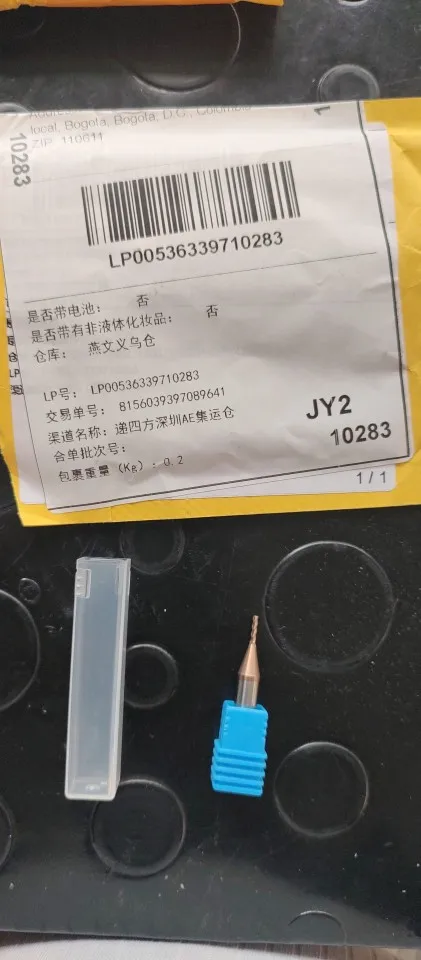 local, Bogota, Bogota, D.C., Colombia
ZIP: 110611
10283
1
LP00536339710283
是否带电池： 否
是否带有非液体化妆品： 否
仓库： 燕文义乌仓
LP号： LP00536339710283
交易单号： 8156039397089641
渠道名称：递四方深圳AE集运仓
合单批次号：
包裹重量（Kg）：0.2
JY2
10283
1 / 1